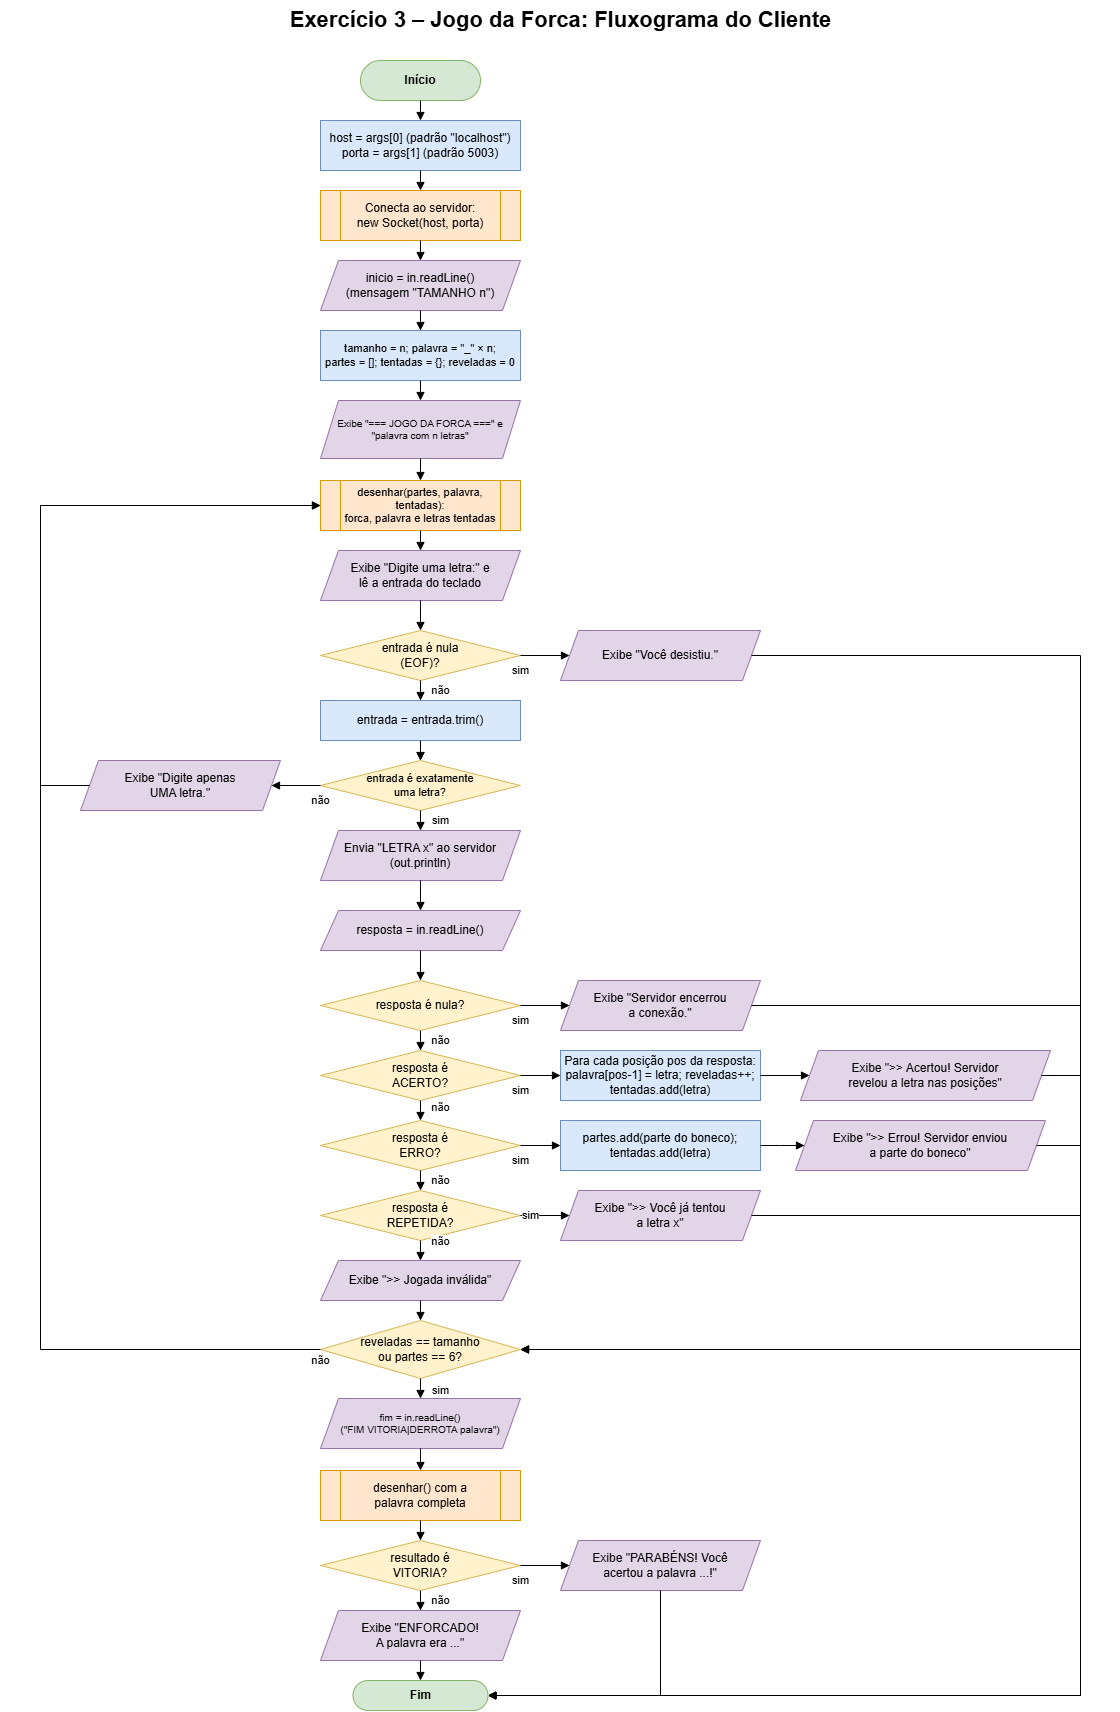 Exercício 3 – Jogo da Forca: Fluxograma do Cliente
Início
host = args[0] (padrão "localhost")
porta = args[1] (padrão 5003)
Conecta ao servidor:
new Socket(host, porta)
inicio = in.readLine()
(mensagem "TAMANHO n")
tamanho = n; palavra = "_" × n;
partes = []; tentadas = {}; reveladas = 0
Exibe "=== JOGO DA FORCA ===" e
"palavra com n letras"
desenhar(partes, palavra,
tentadas):
forca, palavra e letras tentadas
Exibe "Digite uma letra:" e
lê a entrada do teclado
entrada é nula
(EOF)?
sim
Exibe "Você desistiu."
não
entrada = entrada.trim()
entrada é exatamente
uma letra?
não
Exibe "Digite apenas
UMA letra."
sim
Envia "LETRA x" ao servidor
(out.println)
resposta = in.readLine()
resposta é nula?
sim
Exibe "Servidor encerrou
a conexão."
não
resposta é
ACERTO?
sim
Para cada posição pos da resposta:
palavra[pos-1] = letra; reveladas++;
tentadas.add(letra)
Exibe ">> Acertou! Servidor
revelou a letra nas posições"
não
resposta é
ERRO?
sim
partes.add(parte do boneco);
tentadas.add(letra)
Exibe ">> Errou! Servidor enviou
a parte do boneco"
não
resposta é
REPETIDA?
sim
Exibe ">> Você já tentou
a letra x"
não
Exibe ">> Jogada inválida"
reveladas == tamanho
ou partes == 6?
não
sim
fim = in.readLine()
("FIM VITORIA|DERROTA palavra")
desenhar() com a
palavra completa
resultado é
VITORIA?
sim
Exibe "PARABÉNS! Você
acertou a palavra ...!"
não
Exibe "ENFORCADO!
A palavra era ..."
Fim